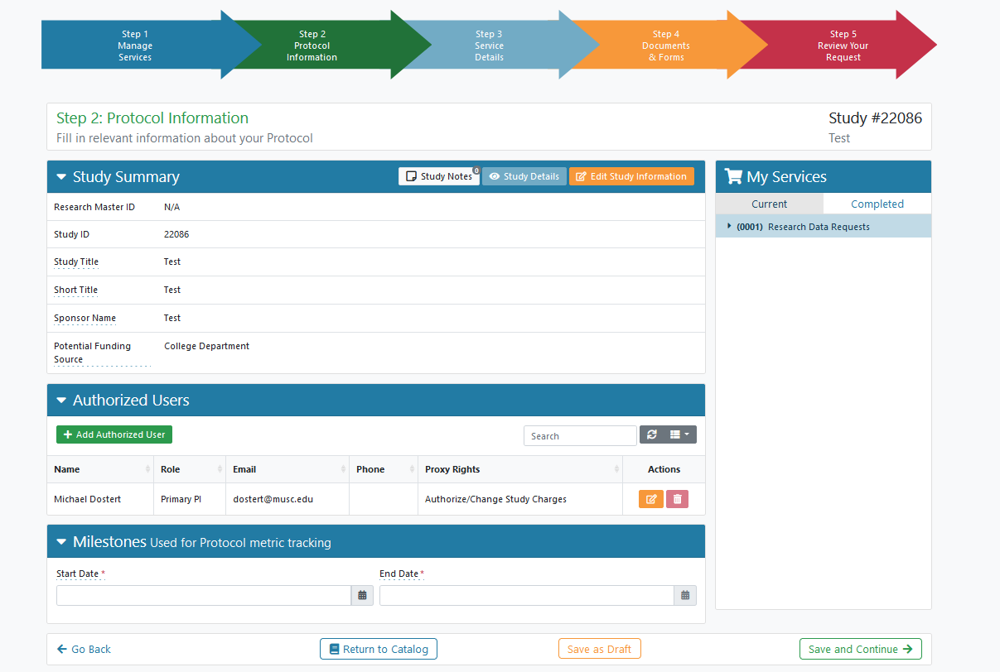 Step 1
Manage
Services
Step 2
Protocol
Information
Step 3
Service
Details
Step 4
Documents
& Forms
Step 5
Review Your
Request
Step 2: Protocol Information
Fill in relevant information about your Protocol
Study #22086
Test
Study Summary
Study Notes 0
Study Details
Edit Study Information
Research Master ID N/A
Study ID 22086
Study Title Test
Short Title Test
Sponsor Name Test
Potential Funding Source College Department
My Services
Current Completed
(0001) Research Data Requests
Authorized Users
+ Add Authorized User
Search
Name Role Email Phone Proxy Rights Actions
Michael Dostert Primary PI dostert@musc.edu Authorize/Change Study Charges
Milestones Used for Protocol metric tracking
Start Date * End Date *
Go Back Return to Catalog Save as Draft Save and Continue